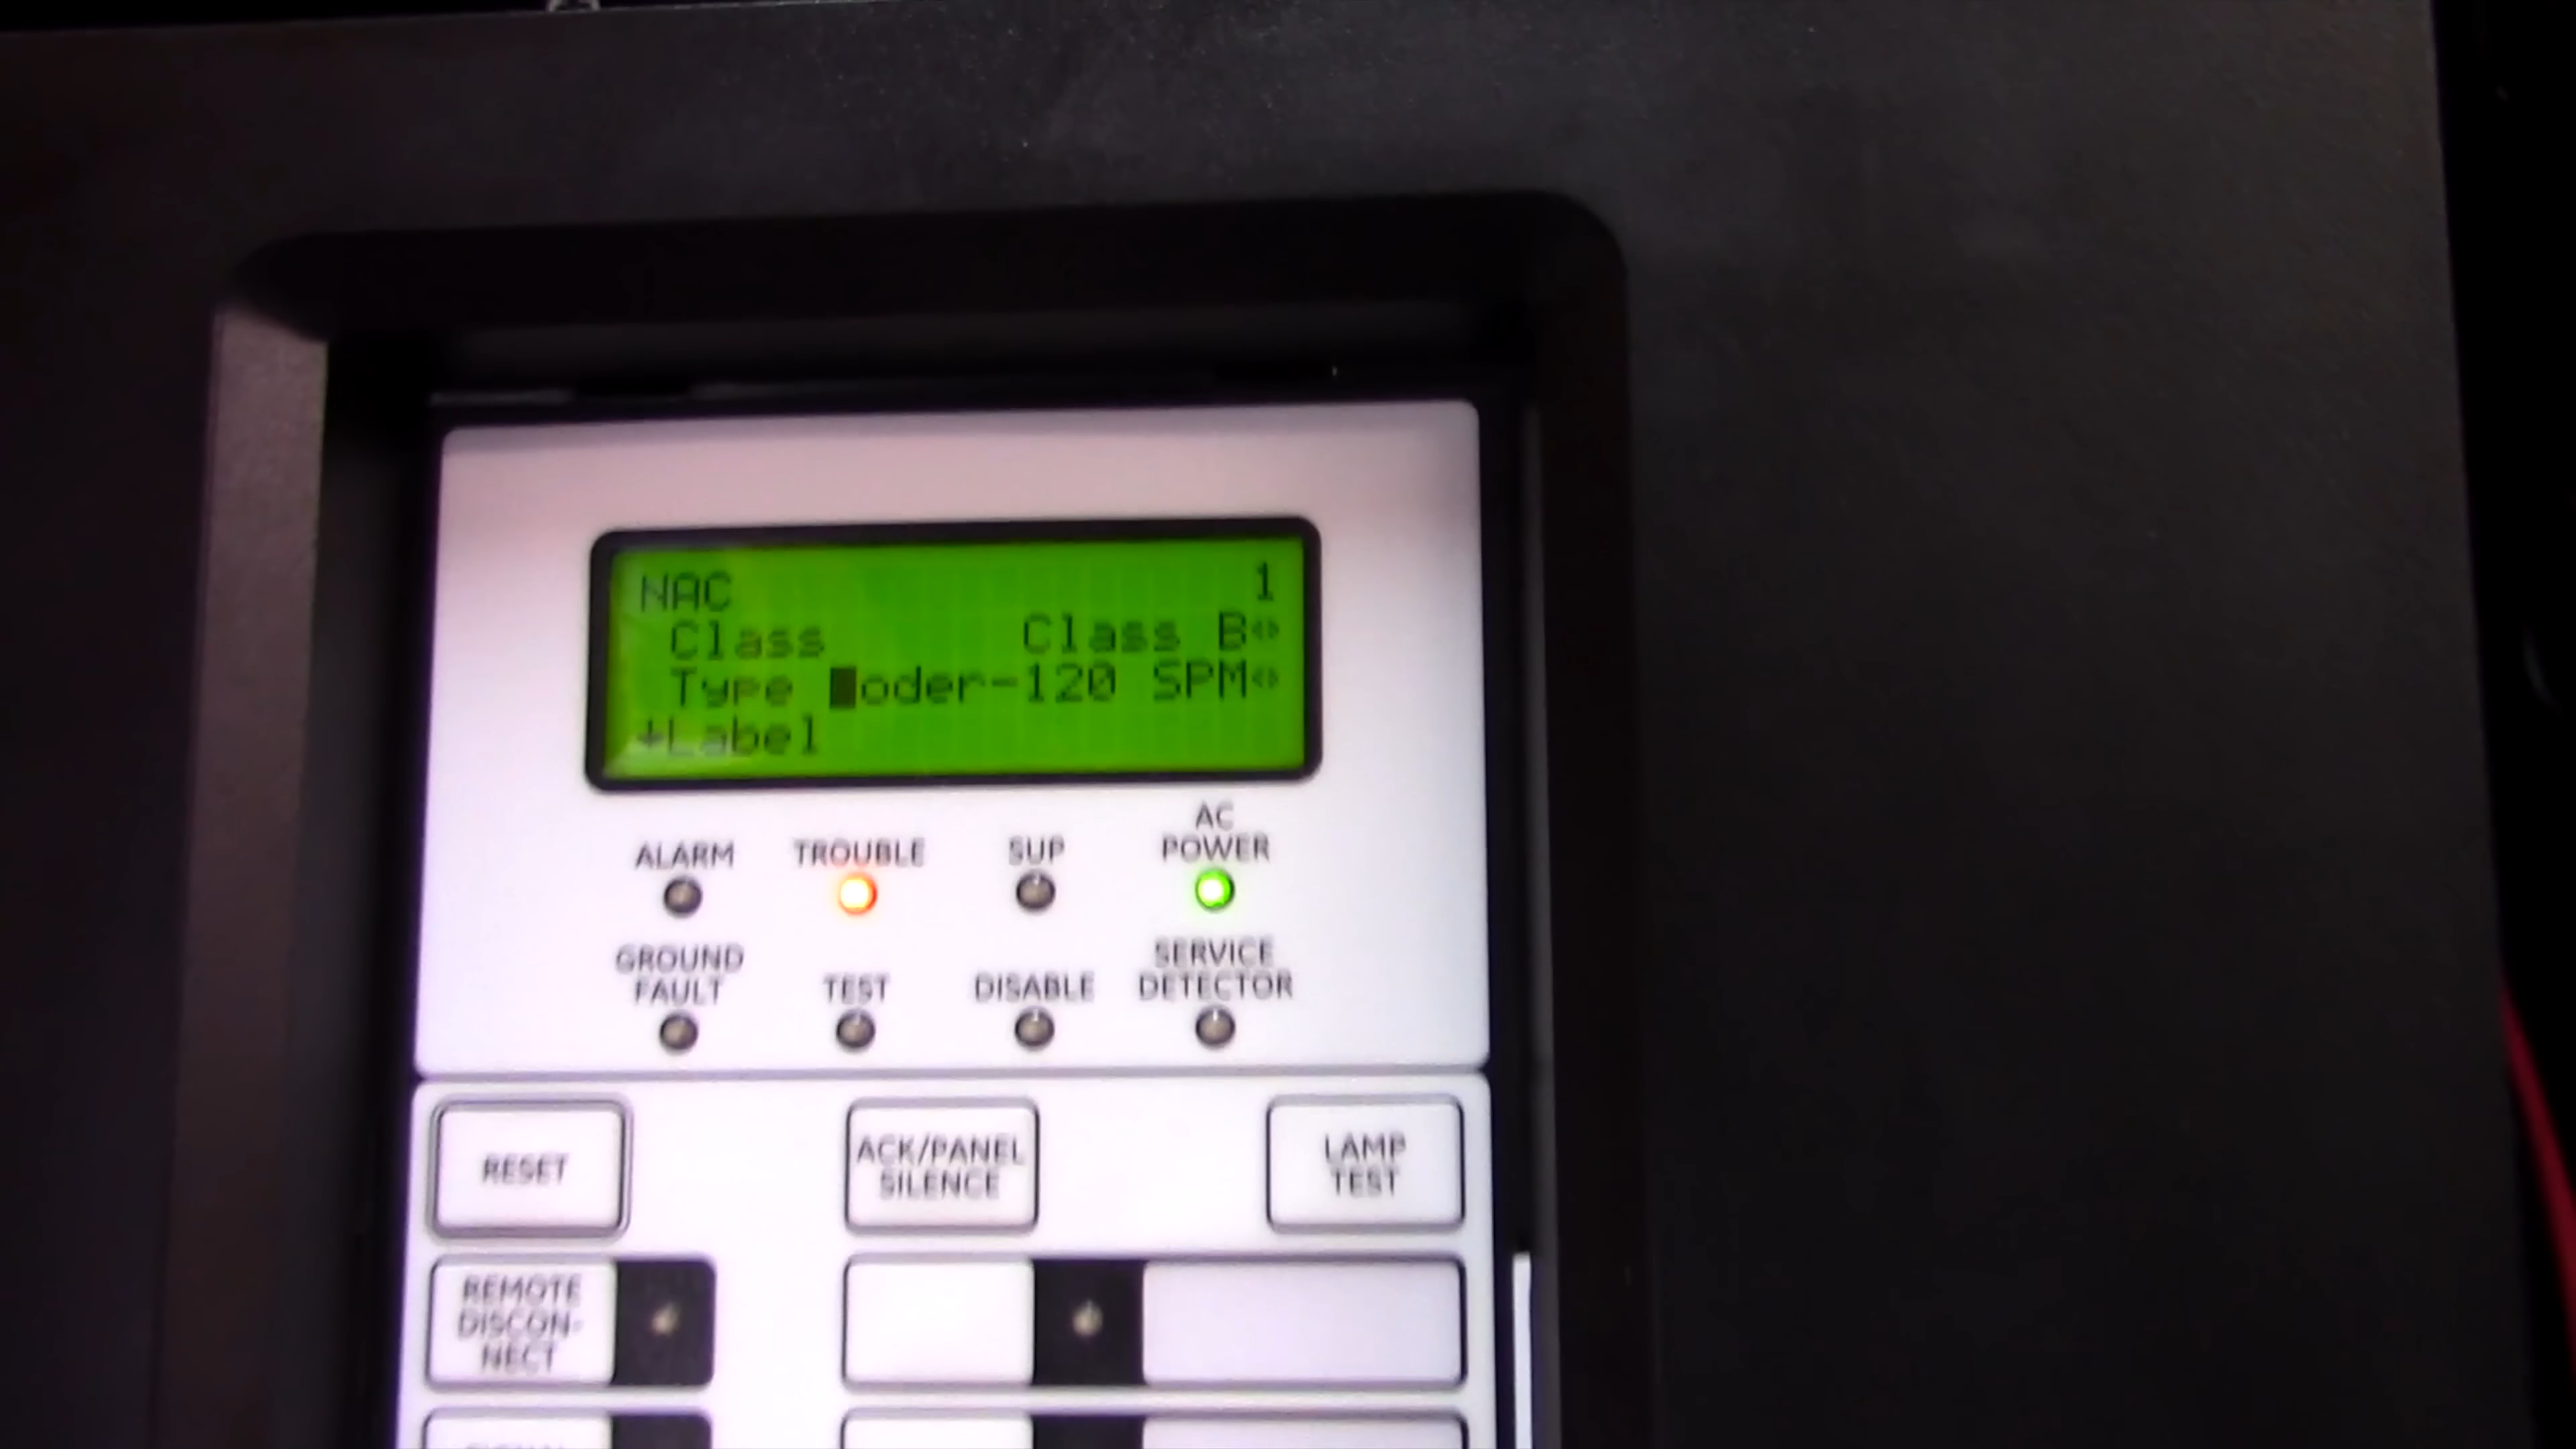 NAC 1
Class Class B
Type oder-120 SPM
+Label
ALARM TROUBLE SUP AC POWER
GROUND FAULT TEST DISABLE SERVICE DETECTOR
RESET
ACK/PANEL
SILENCE
LAMP
TEST
REMOTE
DISCON-
NECT